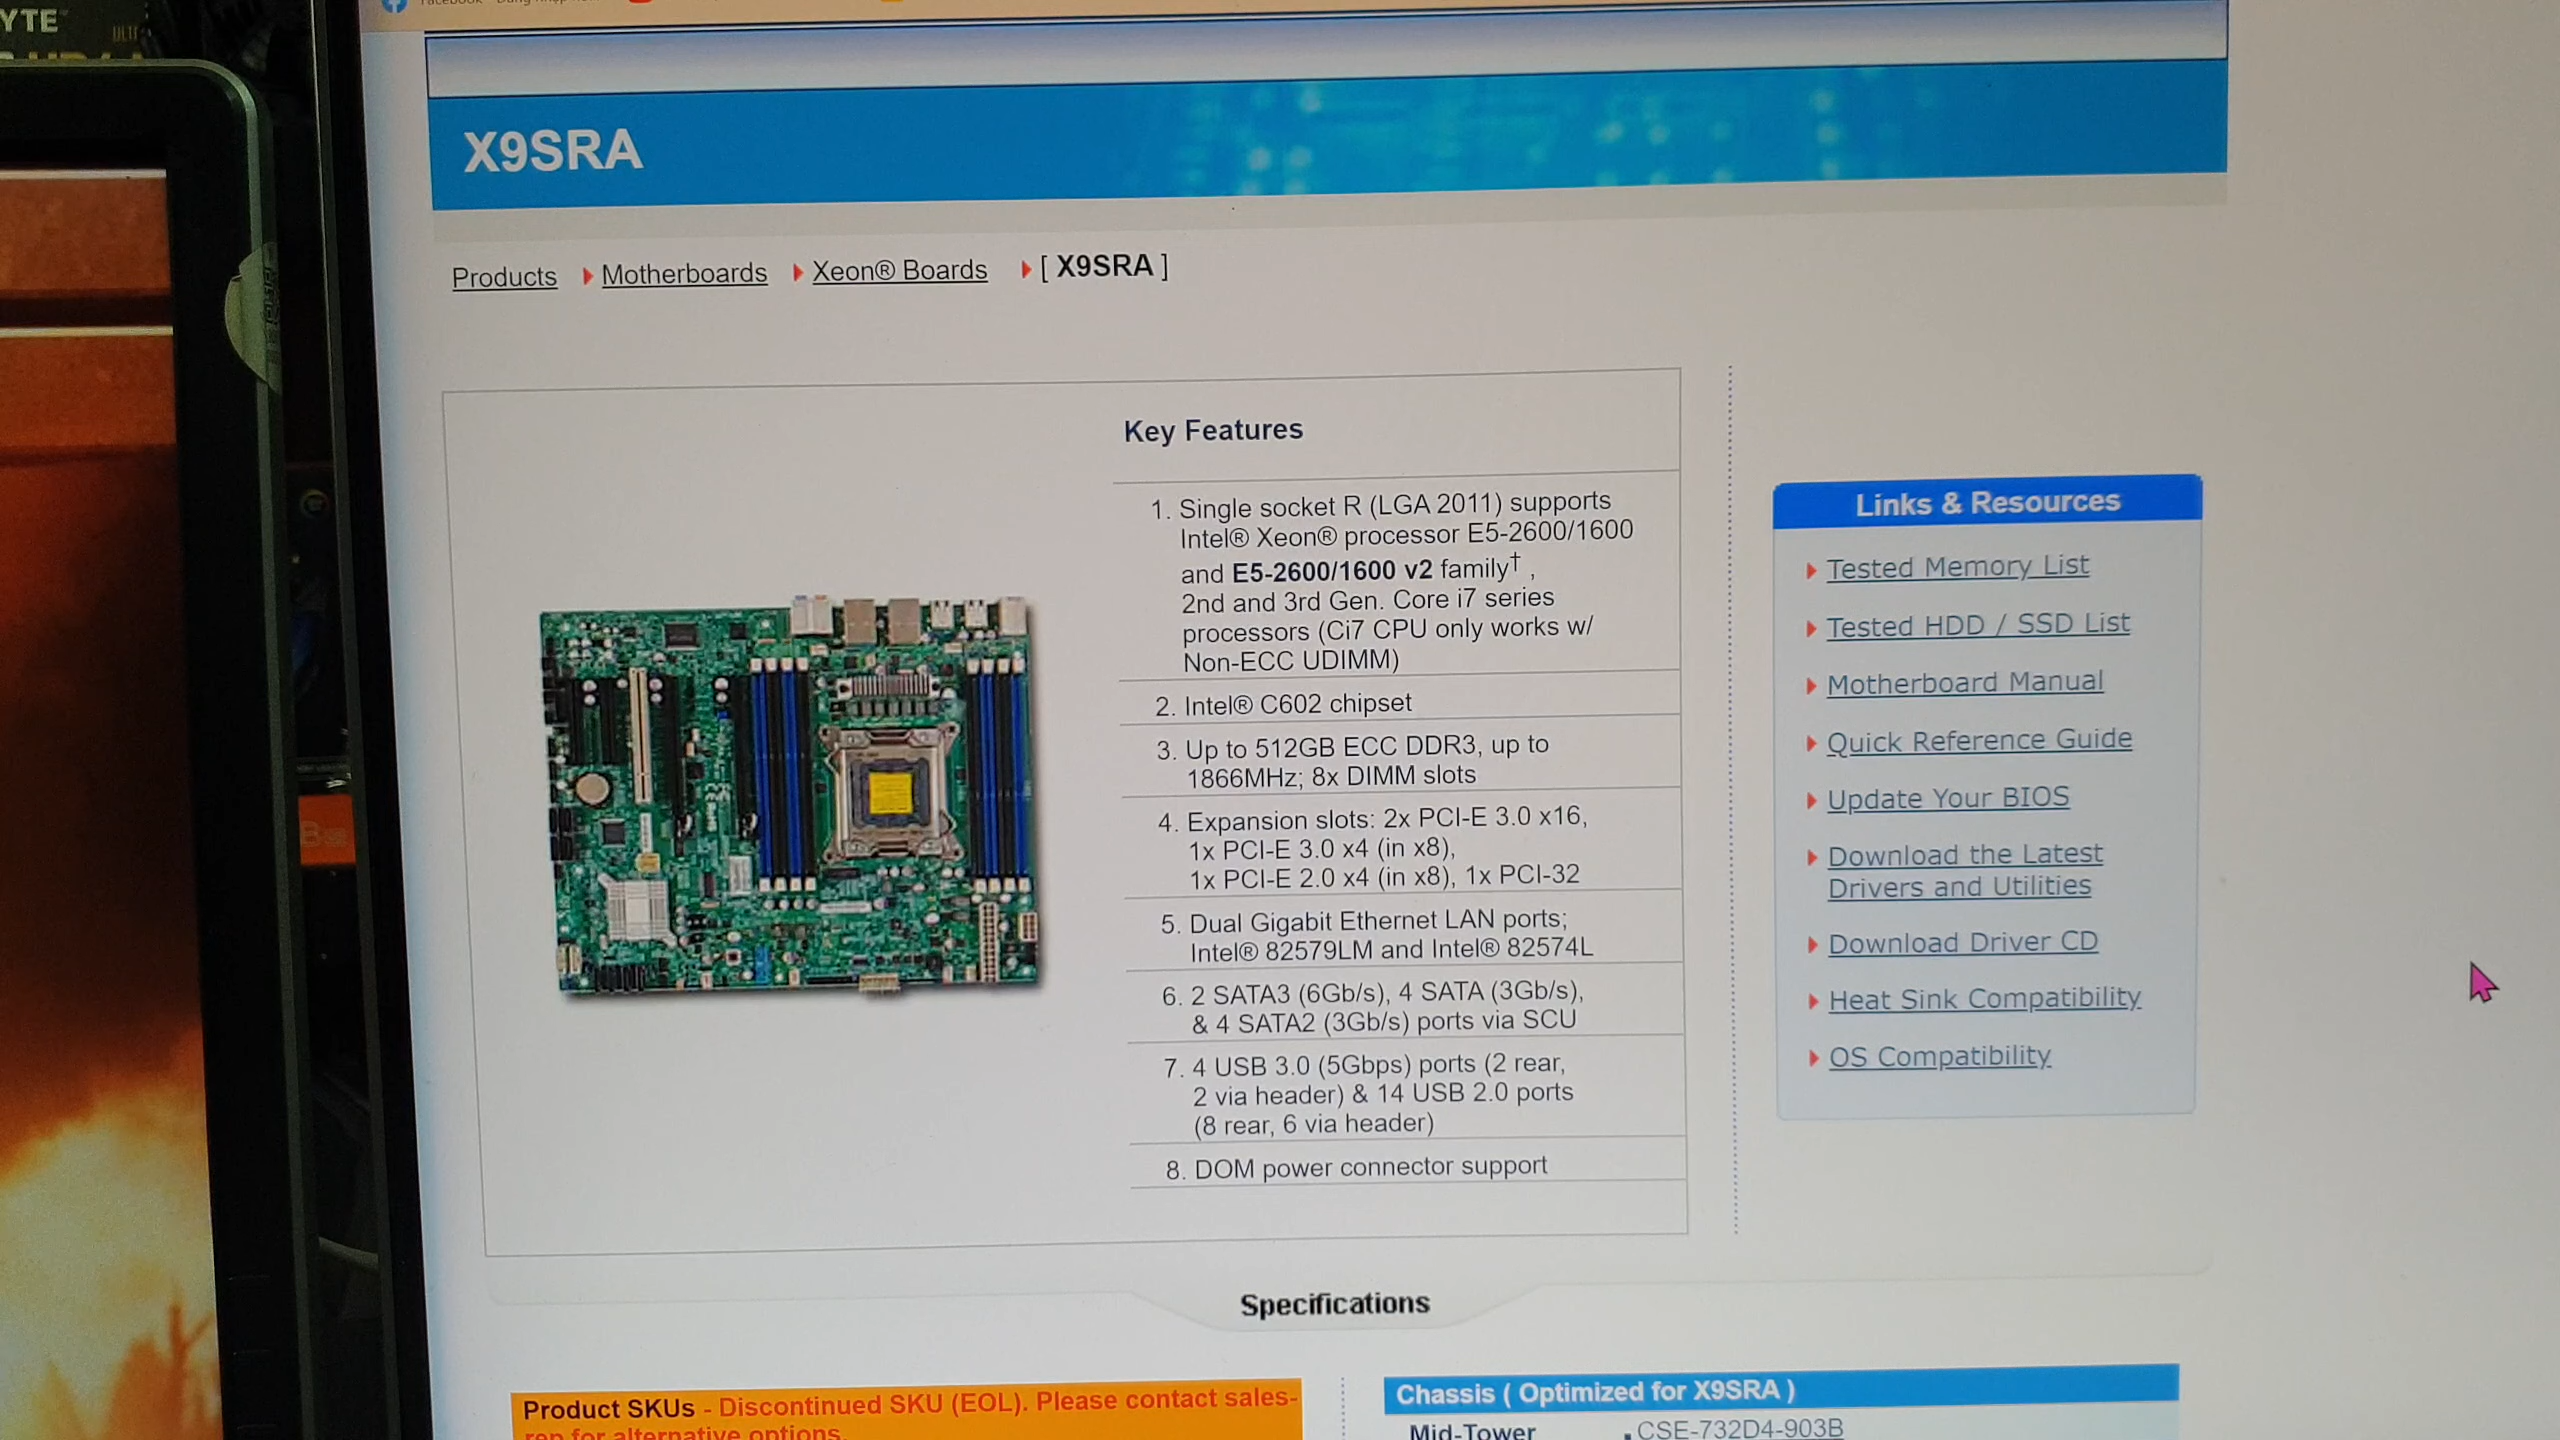 YTE
X9SRA
Products Motherboards Xeon® Boards [ X9SRA ]
Key Features
1. Single socket R (LGA 2011) supports
Intel® Xeon® processor E5-2600/1600
and E5-2600/1600 v2 family† ,
2nd and 3rd Gen. Core i7 series
processors (Ci7 CPU only works w/
Non-ECC UDIMM)
2. Intel® C602 chipset
3. Up to 512GB ECC DDR3, up to
1866MHz; 8x DIMM slots
4. Expansion slots: 2x PCI-E 3.0 x16,
1x PCI-E 3.0 x4 (in x8),
1x PCI-E 2.0 x4 (in x8), 1x PCI-32
5. Dual Gigabit Ethernet LAN ports;
Intel® 82579LM and Intel® 82574L
6. 2 SATA3 (6Gb/s), 4 SATA (3Gb/s),
& 4 SATA2 (3Gb/s) ports via SCU
7. 4 USB 3.0 (5Gbps) ports (2 rear,
2 via header) & 14 USB 2.0 ports
(8 rear, 6 via header)
8. DOM power connector support
Links & Resources
Tested Memory List
Tested HDD / SSD List
Motherboard Manual
Quick Reference Guide
Update Your BIOS
Download the Latest
Drivers and Utilities
Download Driver CD
Heat Sink Compatibility
OS Compatibility
Specifications
Product SKUs - Discontinued SKU (EOL). Please contact sales-
rep for alternative options.
Chassis ( Optimized for X9SRA )
Mid-Tower CSE-732D4-903B